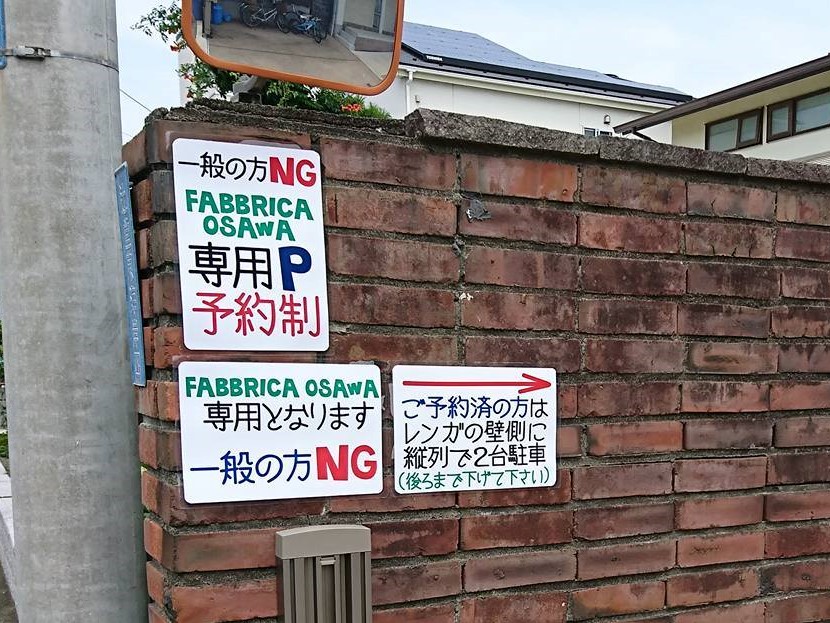 一般の方NG
FABBRICA
OSAWA
専用P
予約制
FABBRICA OSAWA
専用となります
一般の方NG
ご予約済の方は
レンガの壁側に
縦列で2台駐車
(後ろまで下げて下さい)